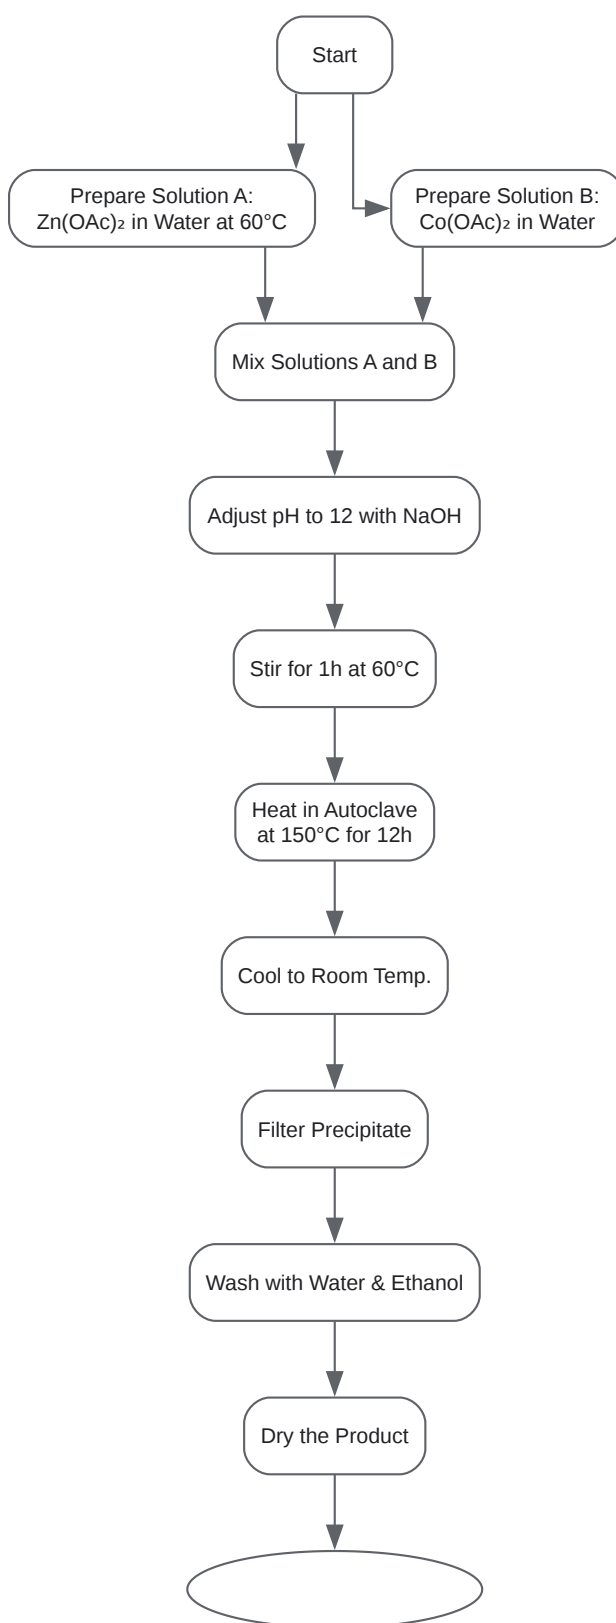 Start
Prepare Solution A:
Zn(OAc)₂ in Water at 60°C
Prepare Solution B:
Co(OAc)₂ in Water
Mix Solutions A and B
Adjust pH to 12 with NaOH
Stir for 1h at 60°C
Heat in Autoclave
at 150°C for 12h
Cool to Room Temp.
Filter Precipitate
Wash with Water & Ethanol
Dry the Product